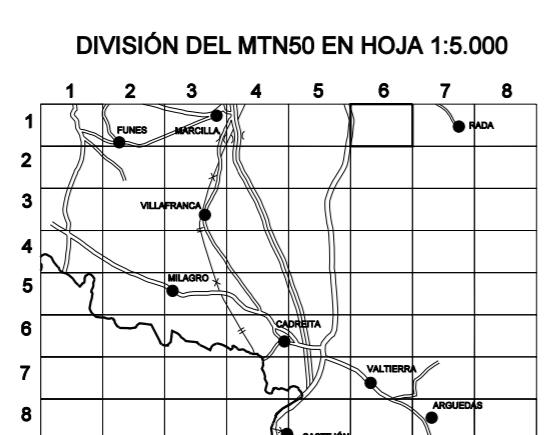 DIVISIÓN DEL MTN50 EN HOJA 1:5.000
1 2 3 4 5 6 7 8
1
FUNES
MARCILLA
RADA
2
3
VILLAFRANCA
4
5
MILAGRO
6
CADREITA
7
VALTIERRA
8
ARGUEDAS